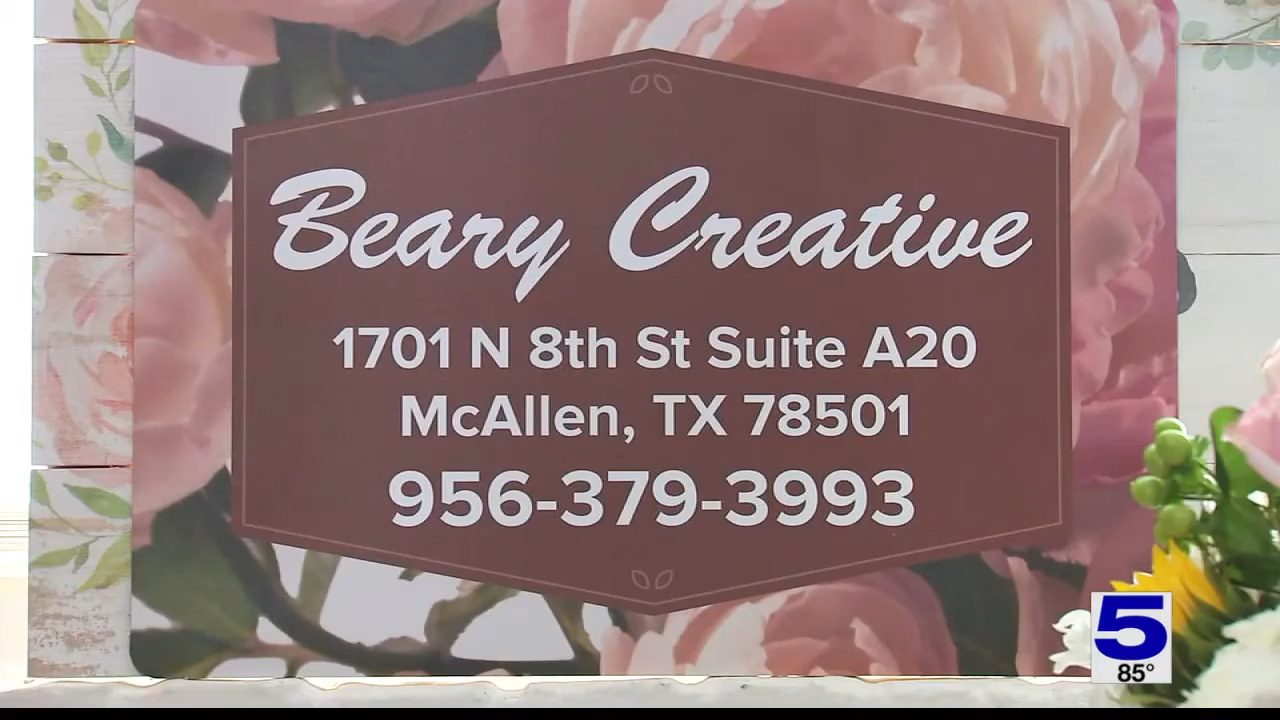 Beary Creative
1701 N 8th St Suite A20
McAllen, TX 78501
956-379-3993
5
85°